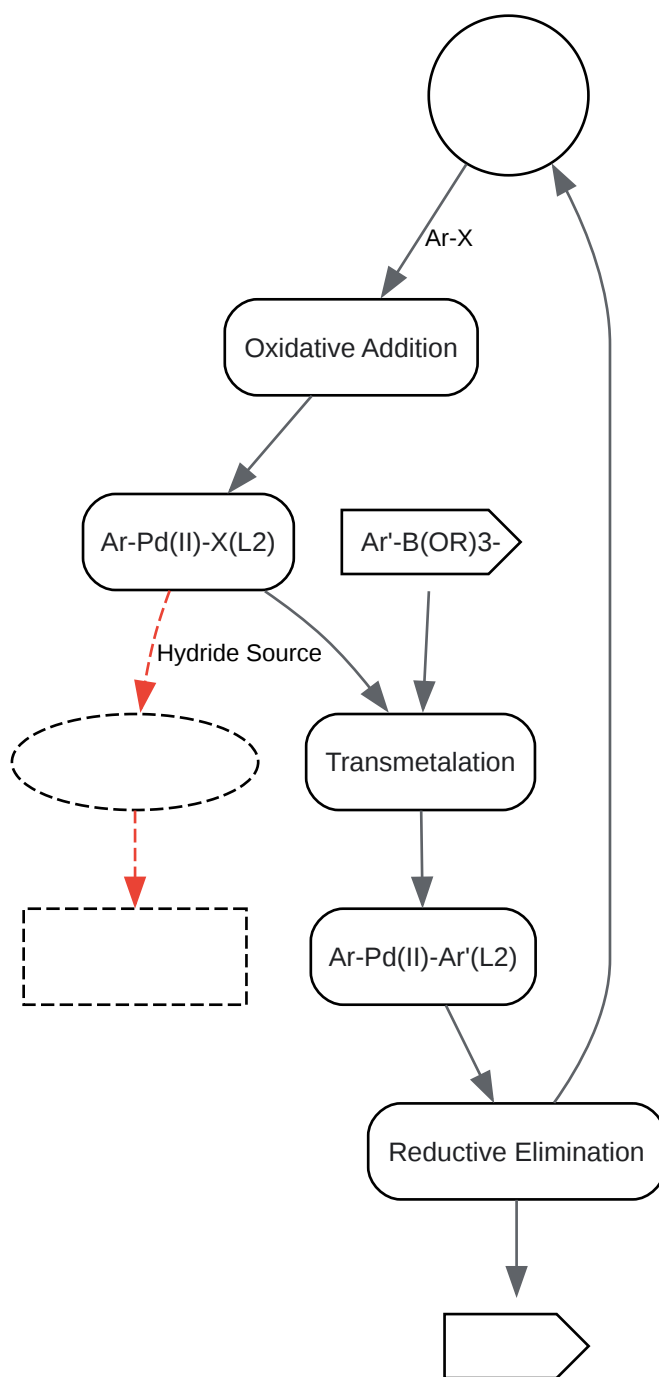 Ar-X
Oxidative Addition
Ar-Pd(II)-X(L2)
Ar'-B(OR)3-
Hydride Source
Transmetalation
Ar-Pd(II)-Ar'(L2)
Reductive Elimination